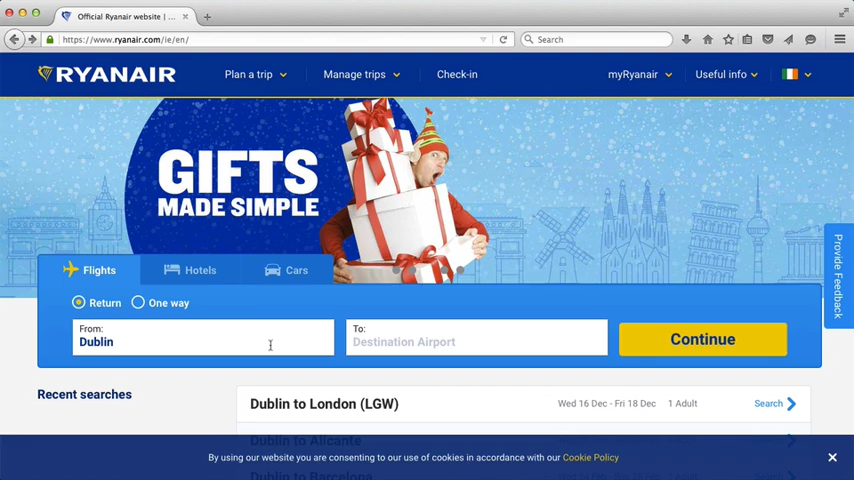 Official Ryanair website | ...
https://www.ryanair.com/ie/en/
Search
RYANAIR
Plan a trip
Manage trips
Check-in
myRyanair
Useful info
GIFTS
MADE SIMPLE
Provide Feedback
Flights
Hotels
Cars
Return
One way
From:
Dublin
To:
Destination Airport
Continue
Recent searches
Dublin to London (LGW)
Wed 16 Dec - Fri 18 Dec
1 Adult
Search
Dublin to Alicante
By using our website you are consenting to our use of cookies in accordance with our Cookie Policy
Dublin to Barcelona